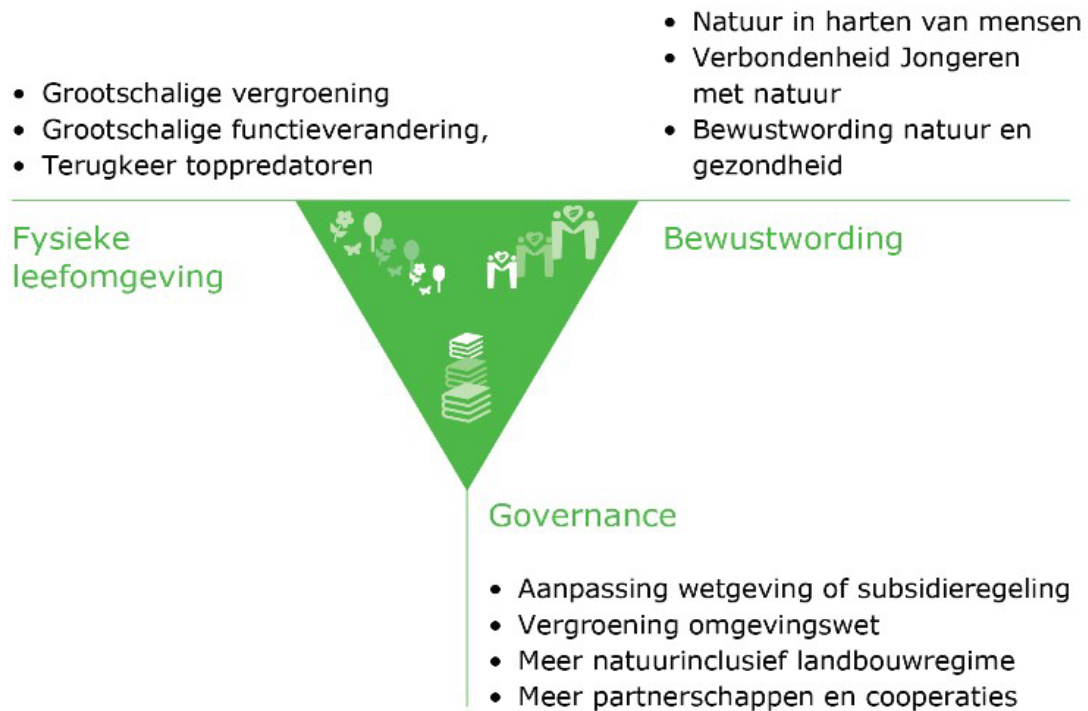 • Grootschalige vergroening
• Grootschalige functieverandering,
• Terugkeer toppredatoren
Fysieke
leefomgeving
• Natuur in harten van mensen
• Verbondenheid Jongeren
met natuur
• Bewustwording natuur en
gezondheid
Bewustwording
Governance
• Aanpassing wetgeving of subsidieregeling
• Vergroening omgevingswet
• Meer natuurinclusief landbouwregime
• Meer partnerschappen en cooperaties